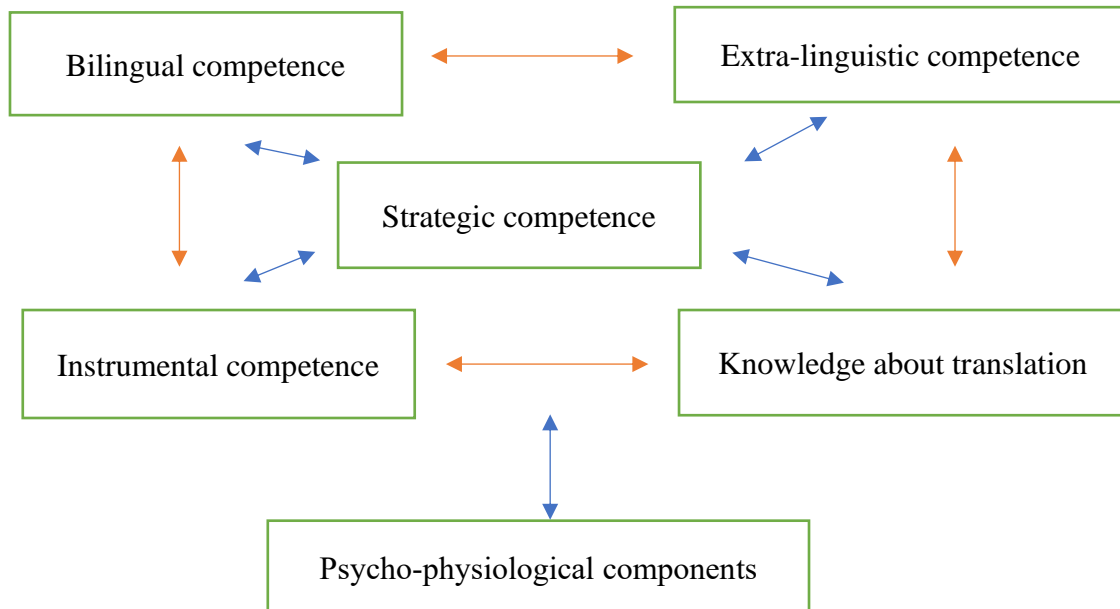 Bilingual competence
Extra-linguistic competence
Strategic competence
Instrumental competence
Knowledge about translation
Psycho-physiological components